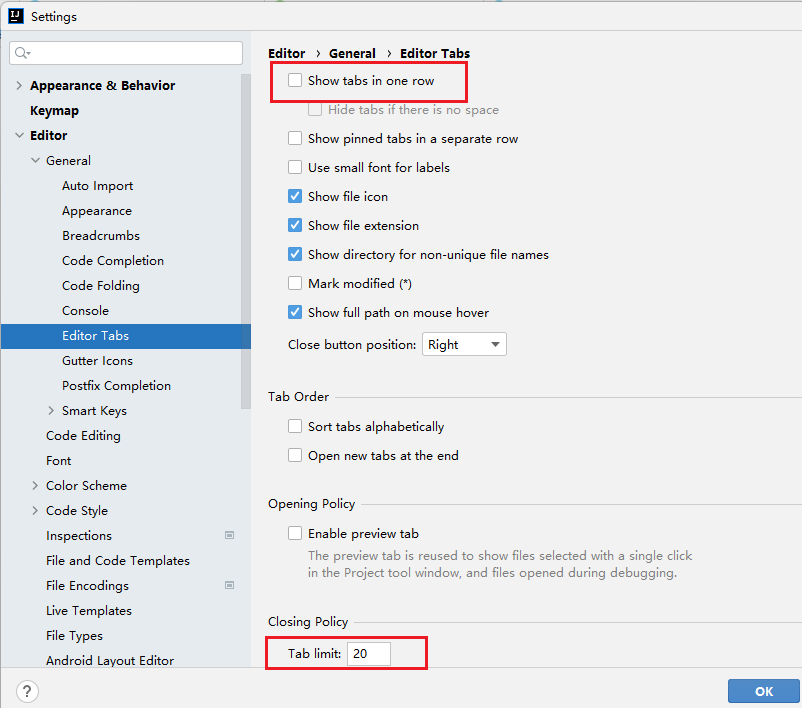 Settings
Appearance & Behavior
Keymap
Editor
General
Auto Import
Appearance
Breadcrumbs
Code Completion
Code Folding
Console
Editor Tabs
Gutter Icons
Postfix Completion
Smart Keys
Code Editing
Font
Color Scheme
Code Style
Inspections
File and Code Templates
File Encodings
Live Templates
File Types
Android Layout Editor
Editor › General › Editor Tabs
Show tabs in one row
Hide tabs if there is no space
Show pinned tabs in a separate row
Use small font for labels
Show file icon
Show file extension
Show directory for non-unique file names
Mark modified (*)
Show full path on mouse hover
Close button position: Right
Tab Order
Sort tabs alphabetically
Open new tabs at the end
Opening Policy
Enable preview tab
The preview tab is reused to show files selected with a single click
in the Project tool window, and files opened during debugging.
Closing Policy
Tab limit: 20
?
OK